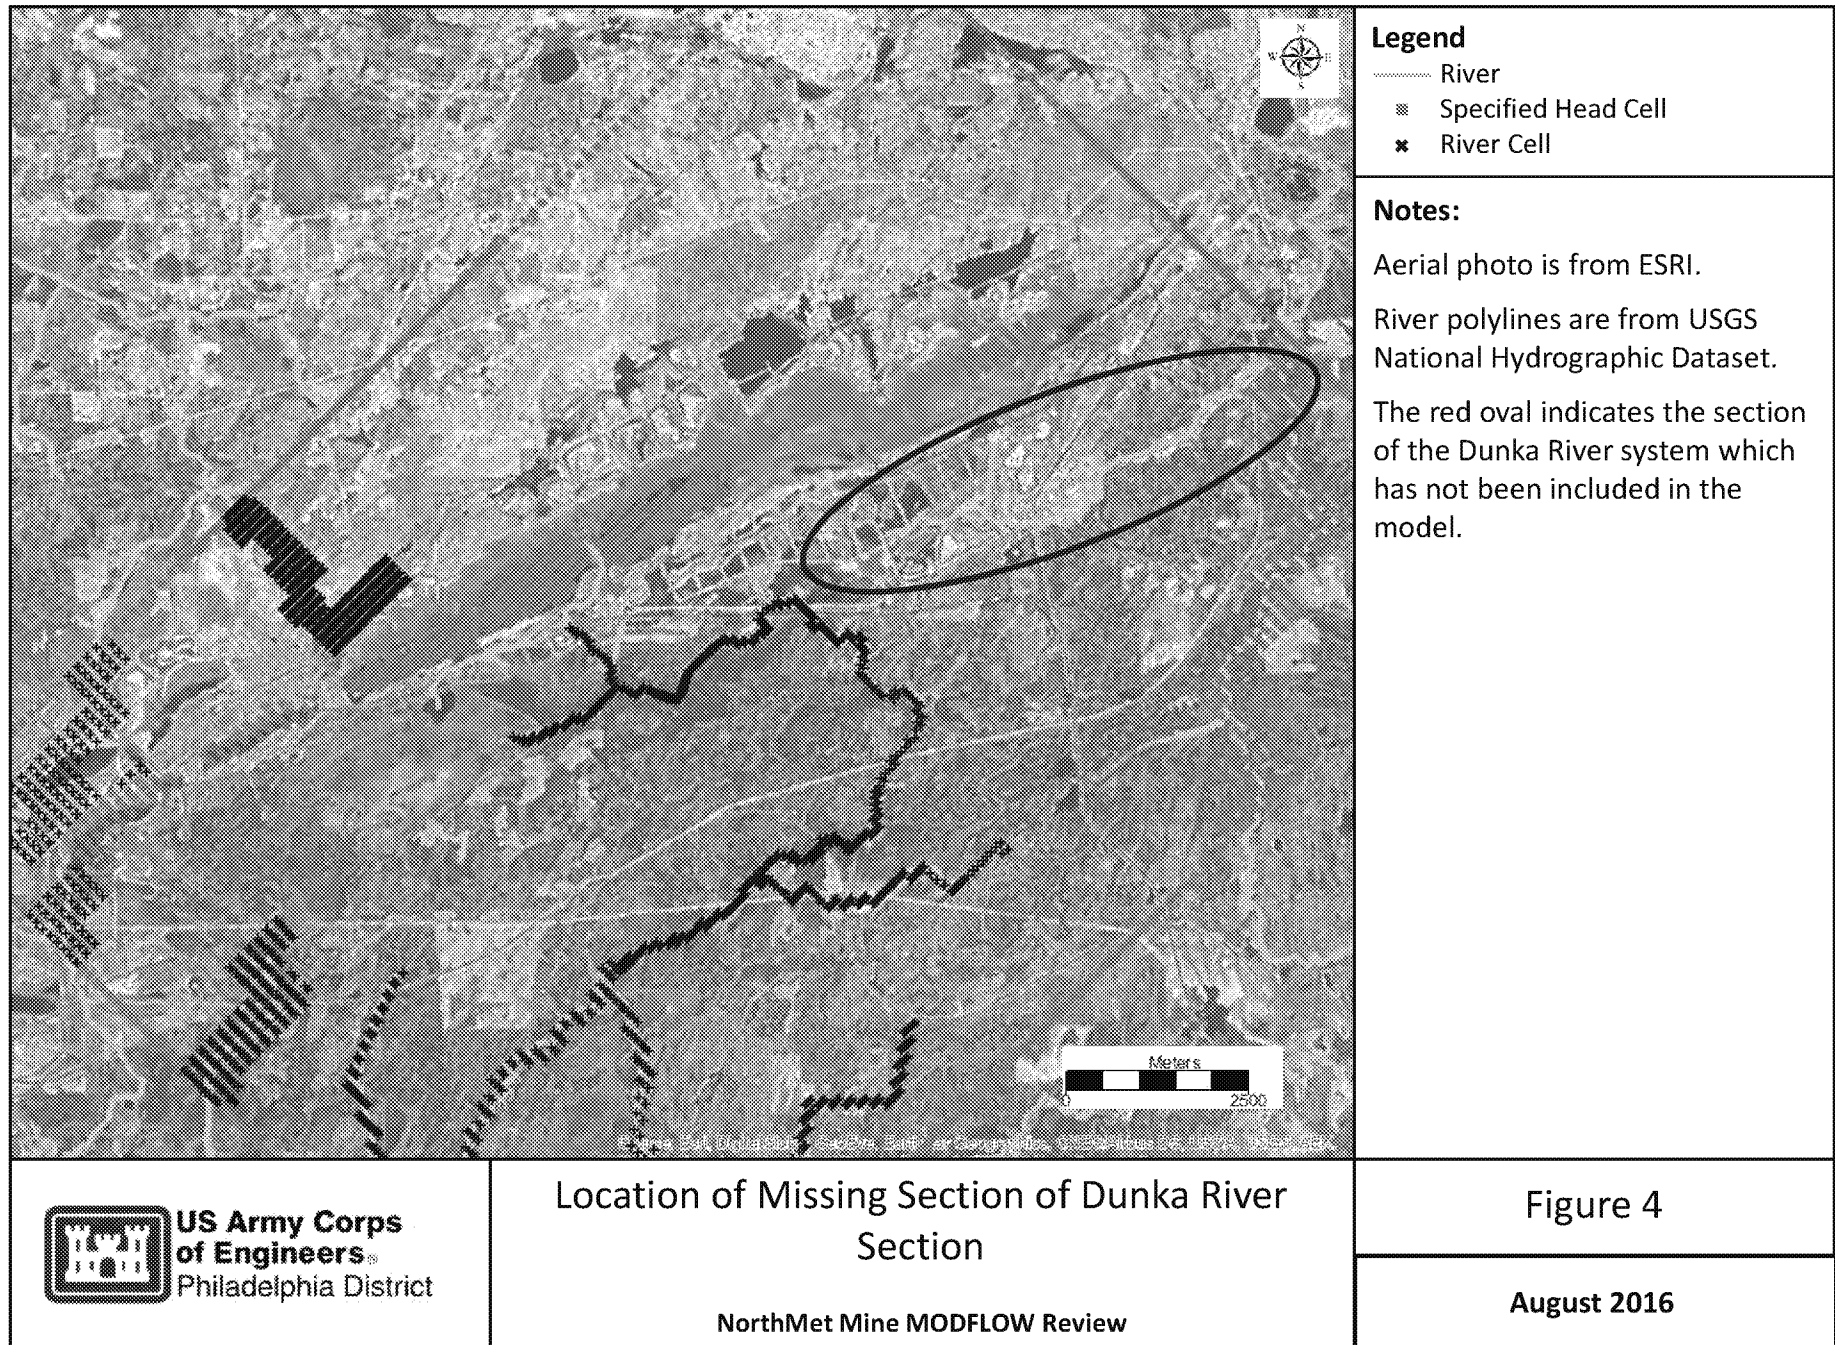 N
W E
S
Legend
River
Specified Head Cell
River Cell
Notes:
Aerial photo is from ESRI.
River polylines are from USGS
National Hydrographic Dataset.
The red oval indicates the section
of the Dunka River system which
has not been included in the
model.
Meters
0 2500
US Army Corps
of Engineers®
Philadelphia District
Location of Missing Section of Dunka River
Section
NorthMet Mine MODFLOW Review
Figure 4
August 2016